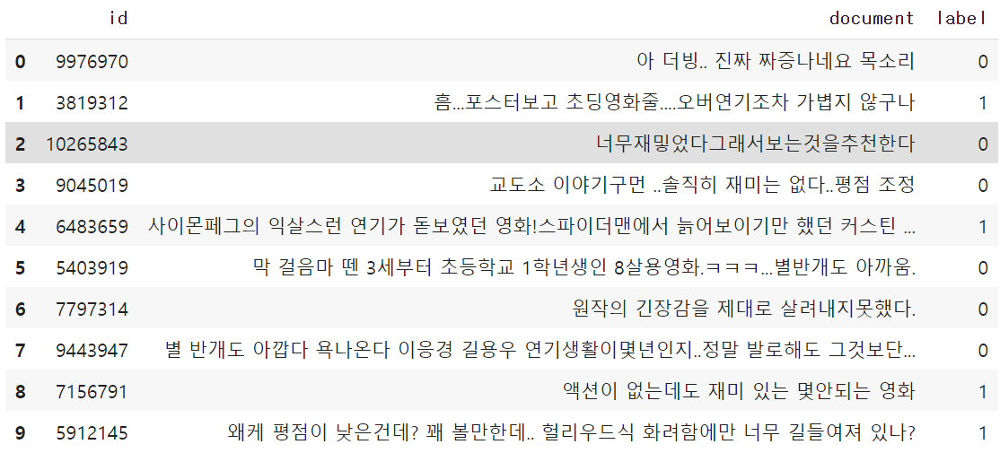 id document label
0 9976970 아 더빙.. 진짜 짜증나네요 목소리 0
1 3819312 흠...포스터보고 초딩영화줄....오버연기조차 가볍지 않구나 1
2 10265843 너무재밓었다그래서보는것을추천한다 0
3 9045019 교도소 이야기구먼 ..솔직히 재미는 없다..평점 조정 0
4 6483659 사이몬페그의 익살스런 연기가 돋보였던 영화!스파이더맨에서 늙어보이기만 했던 커스틴 ... 1
5 5403919 막 걸음마 뗀 3세부터 초등학교 1학년생인 8살용영화.ㅋㅋㅋ...별반개도 아까움. 0
6 7797314 원작의 긴장감을 제대로 살려내지못했다. 0
7 9443947 별 반개도 아깝다 욕나온다 이응경 길용우 연기생활이몇년인지..정말 발로해도 그것보단... 0
8 7156791 액션이 없는데도 재미 있는 몇안되는 영화 1
9 5912145 왜케 평점이 낮은건데? 꽤 볼만한데.. 헐리우드식 화려함에만 너무 길들여져 있나? 1